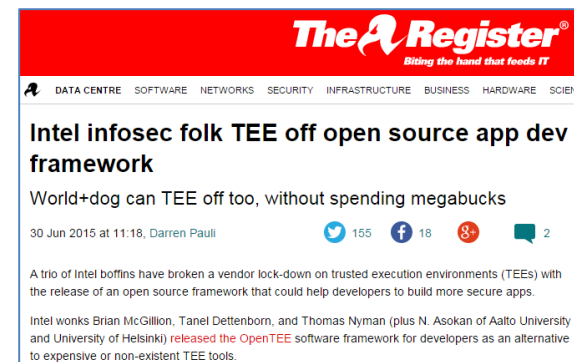 The Register®
Biting the hand that feeds IT
DATA CENTRE SOFTWARE NETWORKS SECURITY INFRASTRUCTURE BUSINESS HARDWARE SCIEN
Intel infosec folk TEE off open source app dev
framework
World+dog can TEE off too, without spending megabucks
30 Jun 2015 at 11:18, Darren Pauli 155 18 8+ 2
A trio of Intel boffins have broken a vendor lock-down on trusted execution environments (TEEs) with
the release of an open source framework that could help developers to build more secure apps.
Intel wonks Brian McGillion, Tanel Dettenborn, and Thomas Nyman (plus N. Asokan of Aalto University
and University of Helsinki) released the OpenTEE software framework for developers as an alternative
to expensive or non-existent TEE tools.